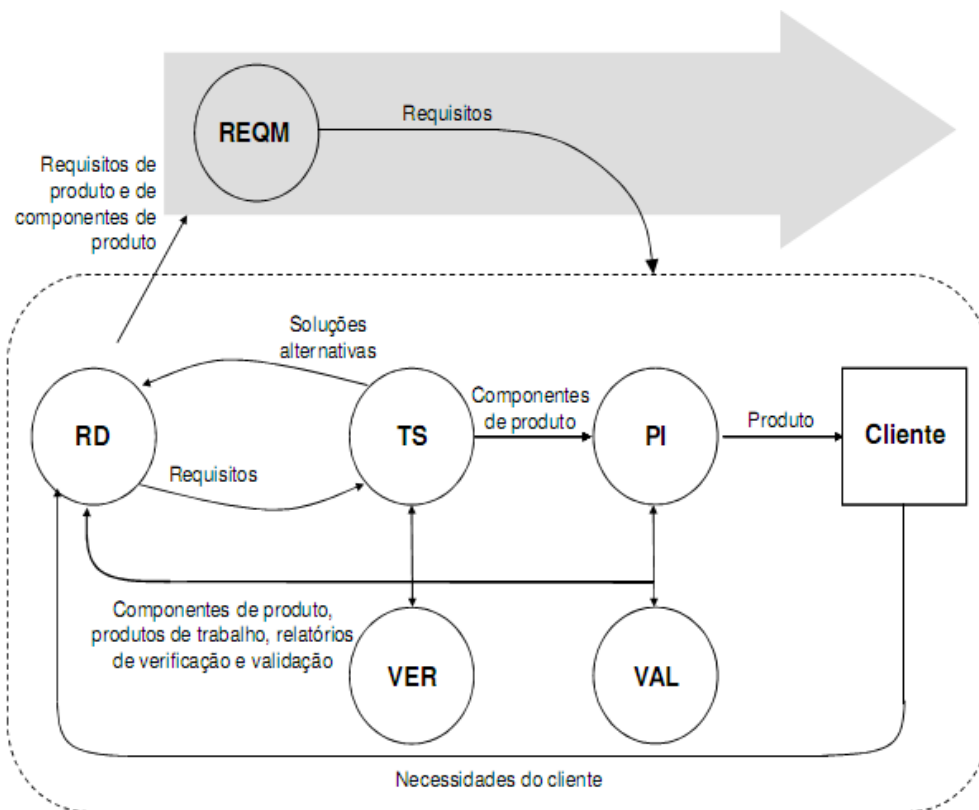 REQM
Requisitos
Requisitos de
produto e de
componentes de
produto
Soluções
alternativas
RD
TS
Componentes
de produto
PI
Produto
Cliente
Requisitos
Componentes de produto,
produtos de trabalho, relatórios
de verificação e validação
VER
VAL
Necessidades do cliente